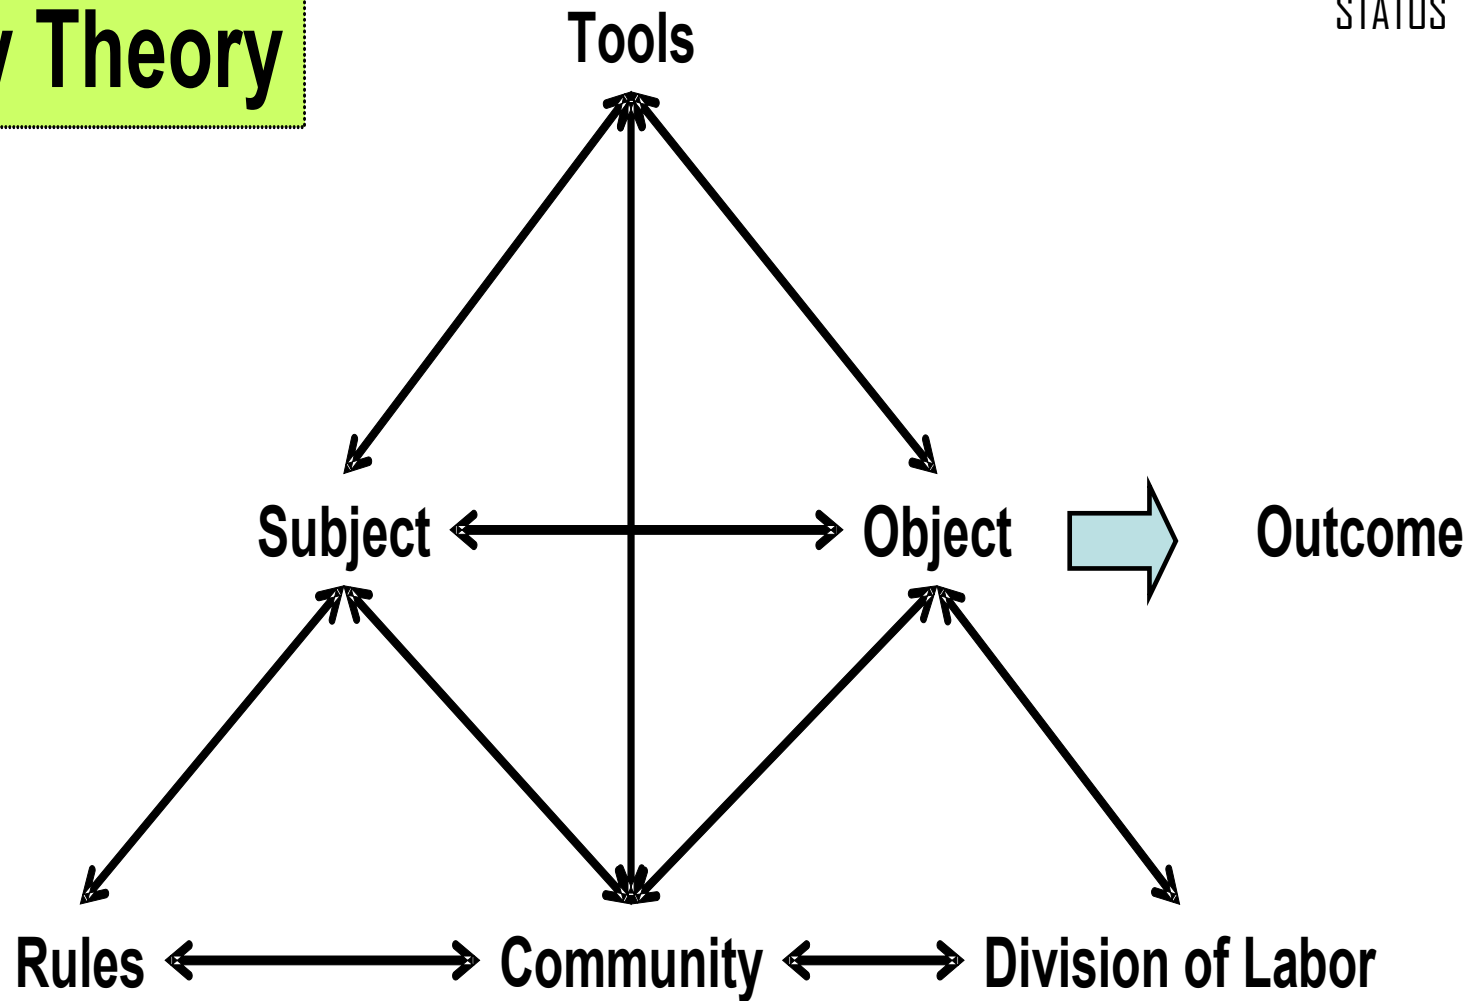 y Theory
STATUS
Tools
Subject
Object
Outcome
Rules
Community
Division of Labor